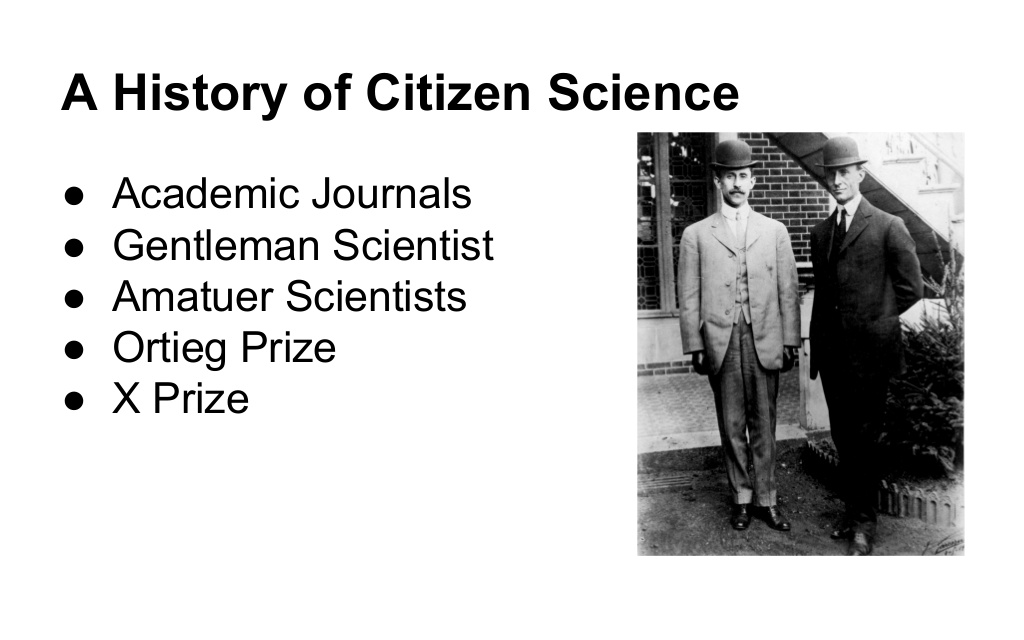 A History of Citizen Science
● Academic Journals
● Gentleman Scientist
● Amatuer Scientists
● Ortieg Prize
● X Prize